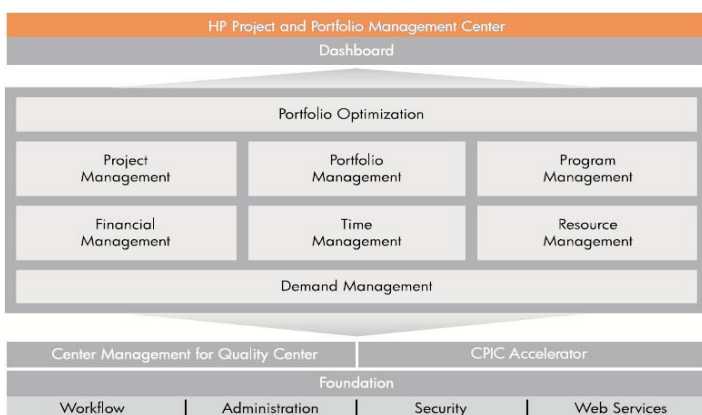 HP Project and Portfolio Management Center
Dashboard
Portfolio Optimization
Project
Management
Portfolio
Management
Program
Management
Financial
Management
Time
Management
Resource
Management
Demand Management
Center Management for Quality Center
CPIC Accelerator
Foundation
Workflow
Administration
Security
Web Services